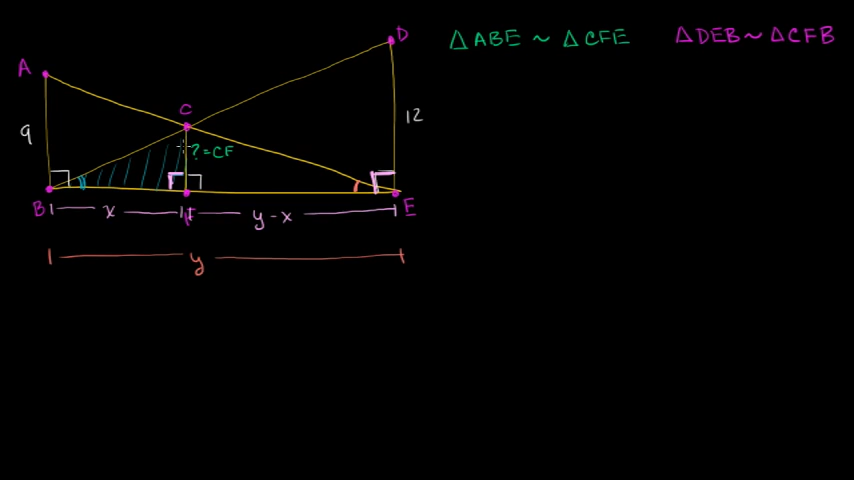 △ABE ~ △CFE
△DEB ~ △CFB
D
A
C
9
12
? = CF
B
x
F
y - x
E
y